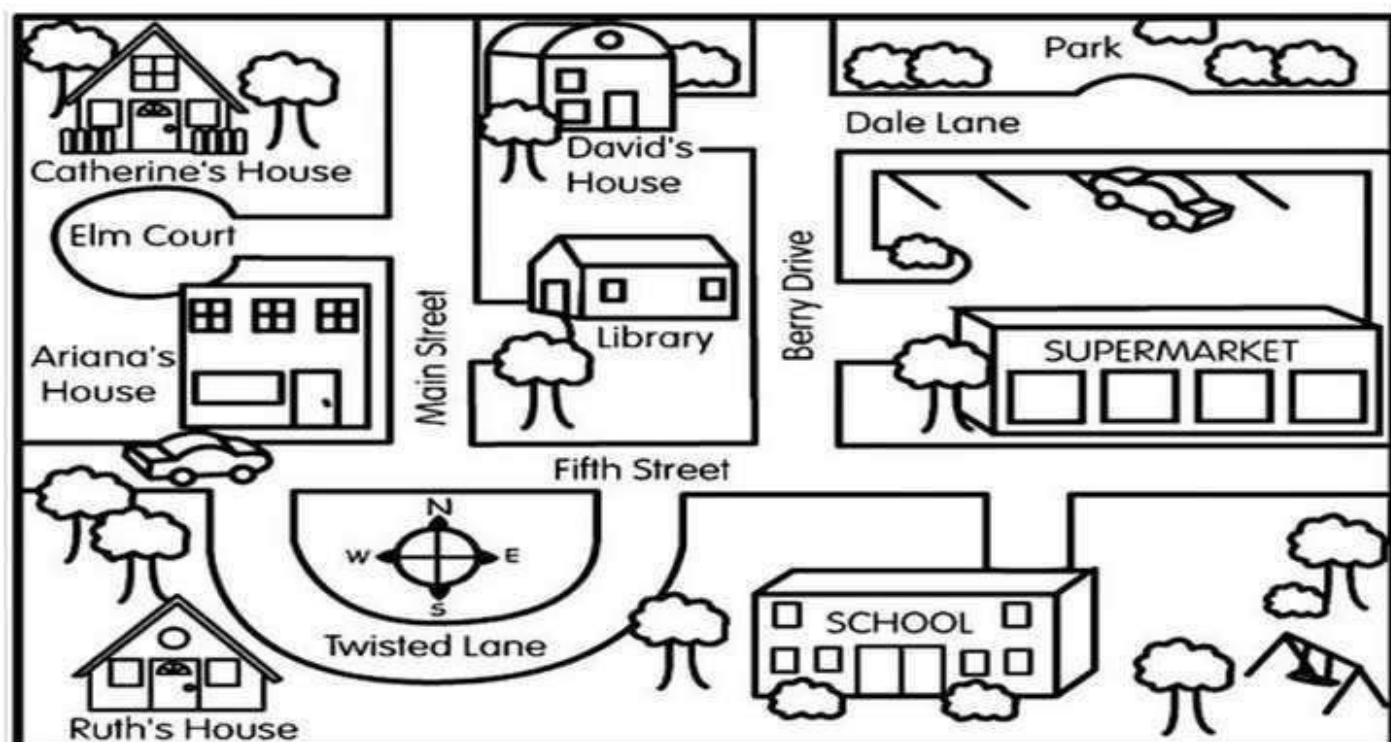 Park
Dale Lane
Catherine's House
David's
House
Elm Court
Main Street
Berry Drive
Library
Ariana's
House
SUPERMARKET
Fifth Street
N
W
E
S
SCHOOL
Twisted Lane
Ruth's House